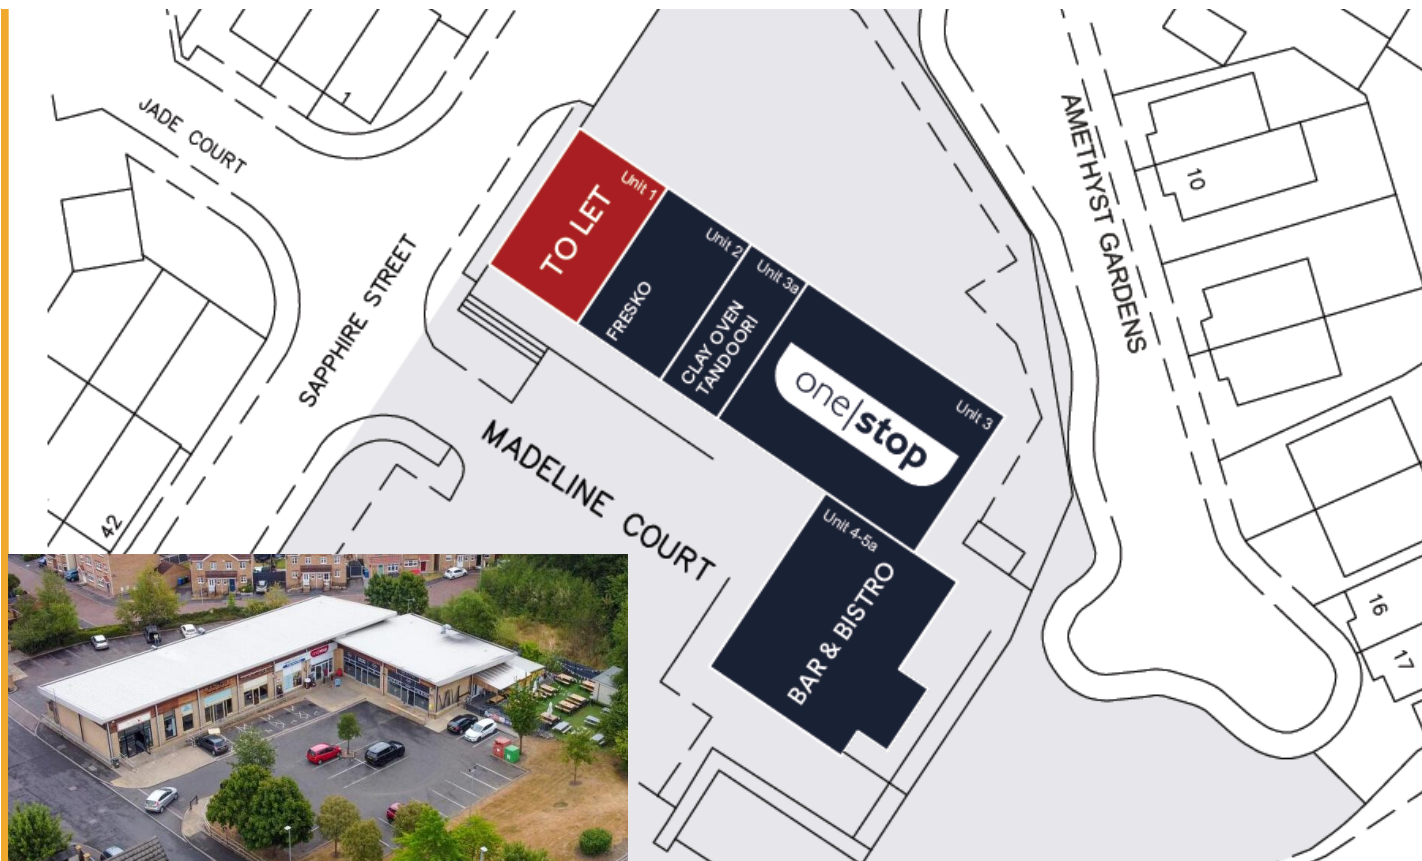 JADE COURT
1
SAPPHIRE STREET
42
Unit 1
TO LET
Unit 2
FRESKO
Unit 3a
CLAY OVEN
TANDOORI
Unit 3
one|stop
MADELINE COURT
Unit 4-5a
BAR & BISTRO
AMETHYST GARDENS
10
16
17